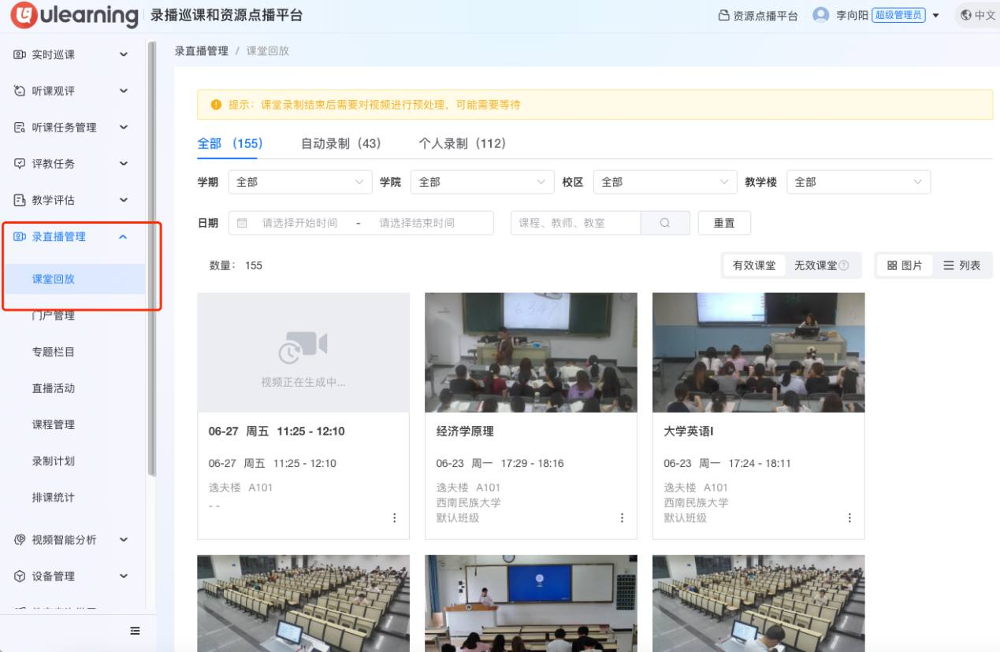 ulearning 录播巡课和资源点播平台
资源点播平台 李向阳 超级管理员 中文
实时巡课
听课观评
听课任务管理
评教任务
教学评估
录直播管理
课堂回放
门户管理
专题栏目
直播活动
课程管理
录制计划
排课统计
视频智能分析
设备管理
录直播管理 / 课堂回放
提示：课堂录制结束后需要对视频进行预处理，可能需要等待
全部 (155) 自动录制 (43) 个人录制 (112)
学期 全部 学院 全部 校区 全部 教学楼 全部
日期 请选择开始时间 - 请选择结束时间 课程、教师、教室 重置
数量： 155 有效课堂 无效课堂 图片 列表
视频正在生成中...
06-27 周五 11:25 - 12:10
06-27 周五 11:25 - 12:10
逸夫楼 A101
- -
6347
经济学原理
06-23 周一 17:29 - 18:16
逸夫楼 A101
西南民族大学
默认班级
大学英语I
06-23 周一 17:24 - 18:11
逸夫楼 A101
西南民族大学
默认班级